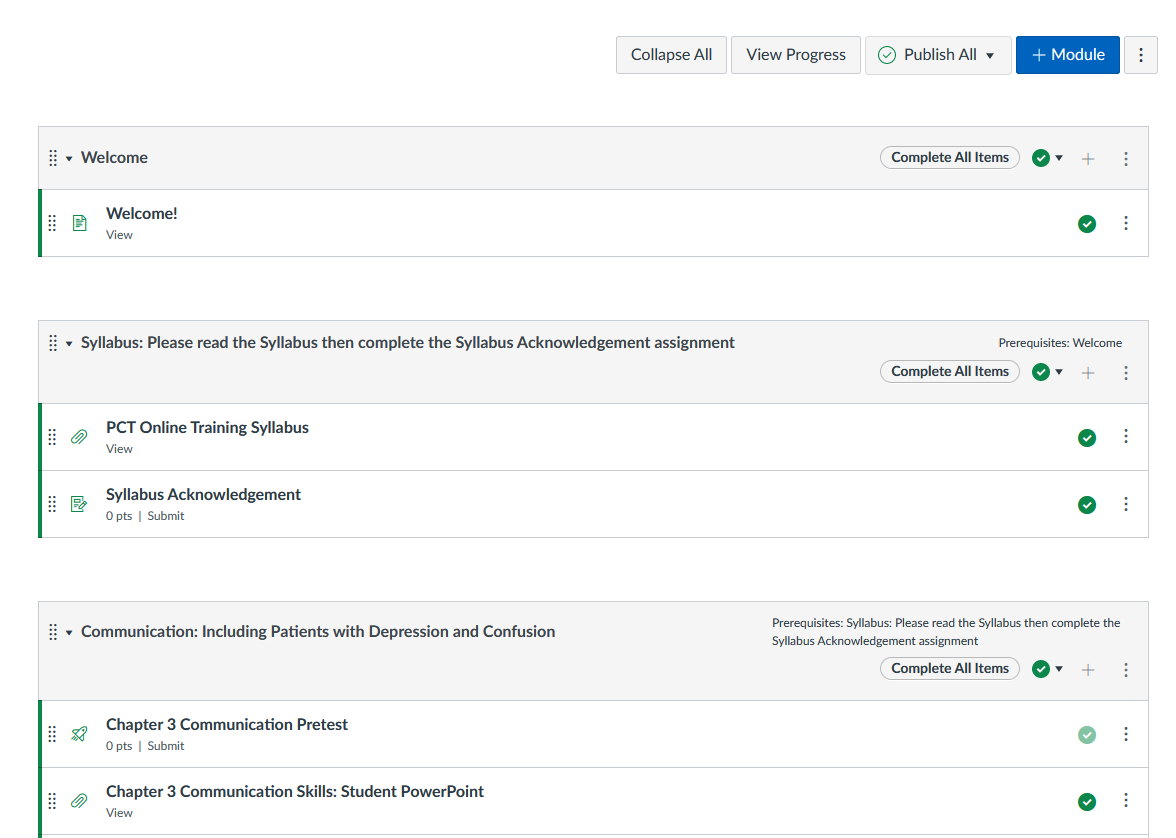 Collapse All
View Progress
Publish All
+ Module
Welcome
Complete All Items
Welcome!
View
Syllabus: Please read the Syllabus then complete the Syllabus Acknowledgement assignment
Prerequisites: Welcome
Complete All Items
PCT Online Training Syllabus
View
Syllabus Acknowledgement
0 pts | Submit
Communication: Including Patients with Depression and Confusion
Prerequisites: Syllabus: Please read the Syllabus then complete the
Syllabus Acknowledgement assignment
Complete All Items
Chapter 3 Communication Pretest
0 pts | Submit
Chapter 3 Communication Skills: Student PowerPoint
View